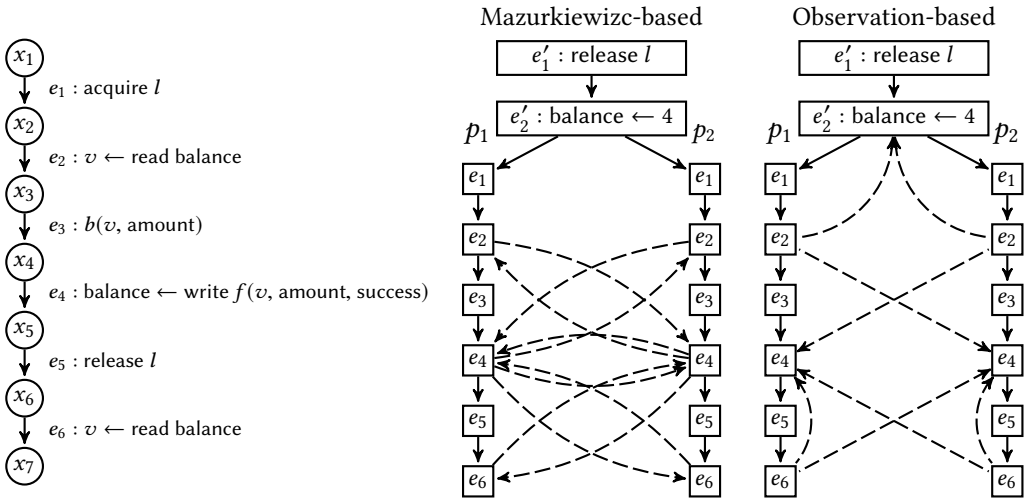 Mazurkiewizc-based
Observation-based
x₁
e₁ : acquire l
x₂
e₂ : v ← read balance
x₃
e₃ : b(v, amount)
x₄
e₄ : balance ← write f(v, amount, success)
x₅
e₅ : release l
x₆
e₆ : v ← read balance
x₇
e′₁ : release l
e′₂ : balance ← 4
p₁ p₂
e₁ e₁
e₂ e₂
e₃ e₃
e₄ e₄
e₅ e₅
e₆ e₆
e′₁ : release l
e′₂ : balance ← 4
p₁ p₂
e₁ e₁
e₂ e₂
e₃ e₃
e₄ e₄
e₅ e₅
e₆ e₆